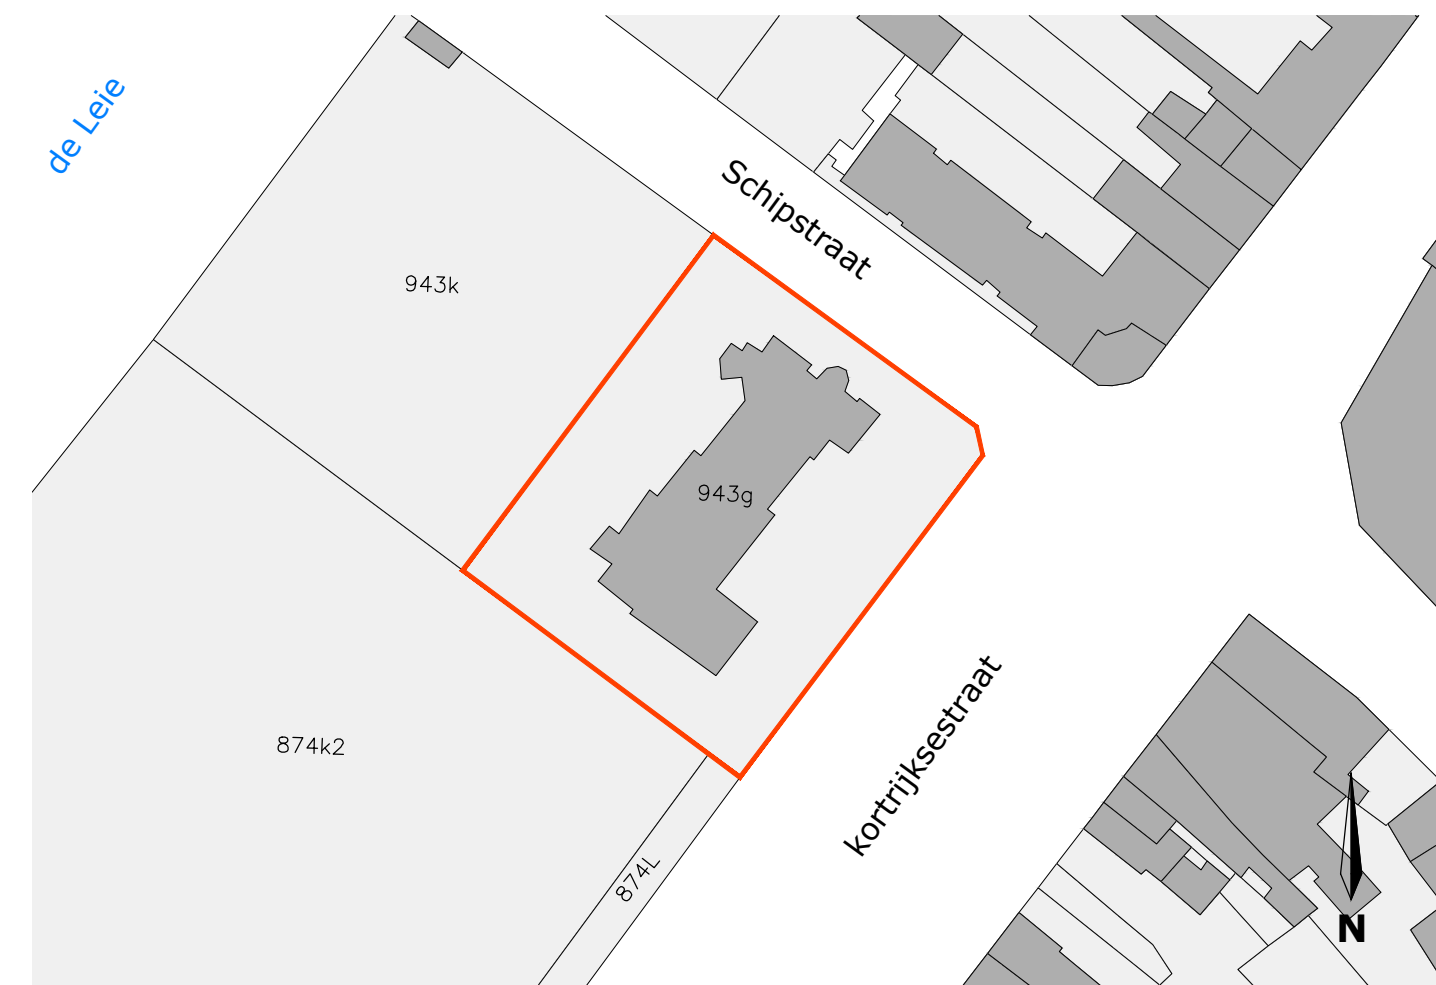 de Leie
Schipstraat
943k
943g
874k2
kortrijksestraat
874L
N